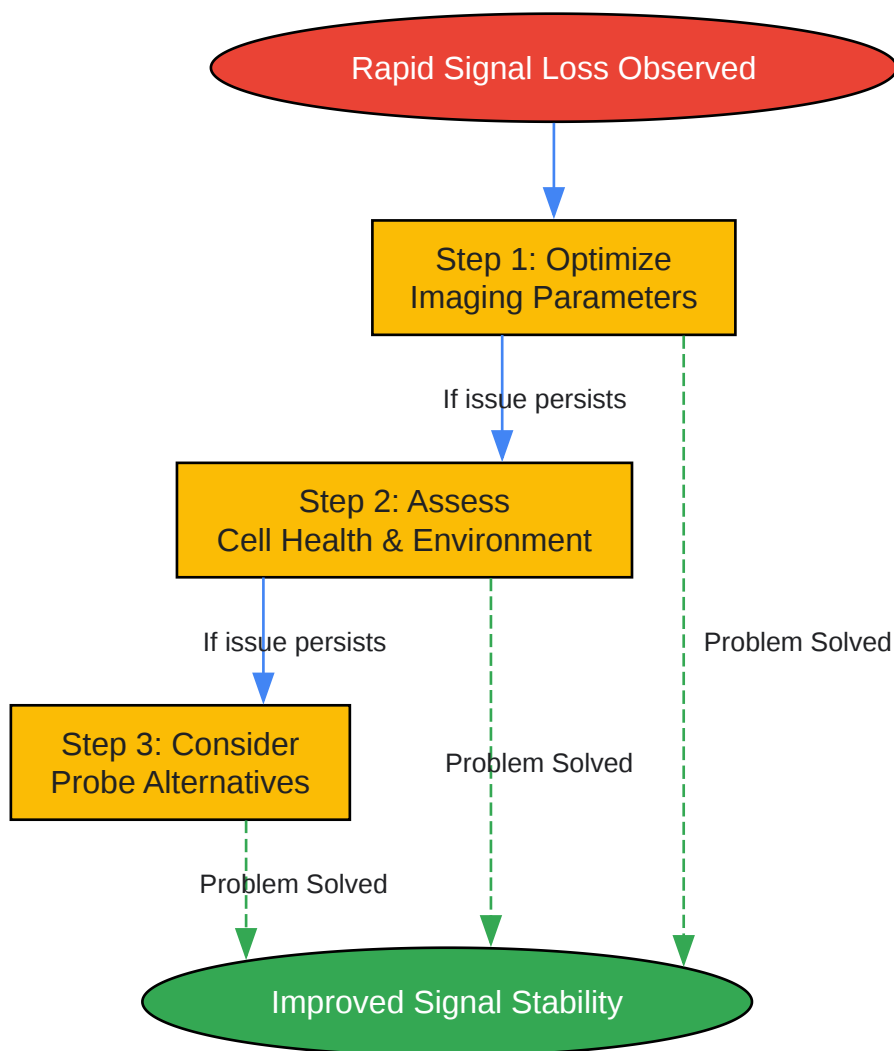 Rapid Signal Loss Observed
Step 1: Optimize
Imaging Parameters
If issue persists
Step 2: Assess
Cell Health & Environment
If issue persists
Problem Solved
Step 3: Consider
Probe Alternatives
Problem Solved
Problem Solved
Improved Signal Stability